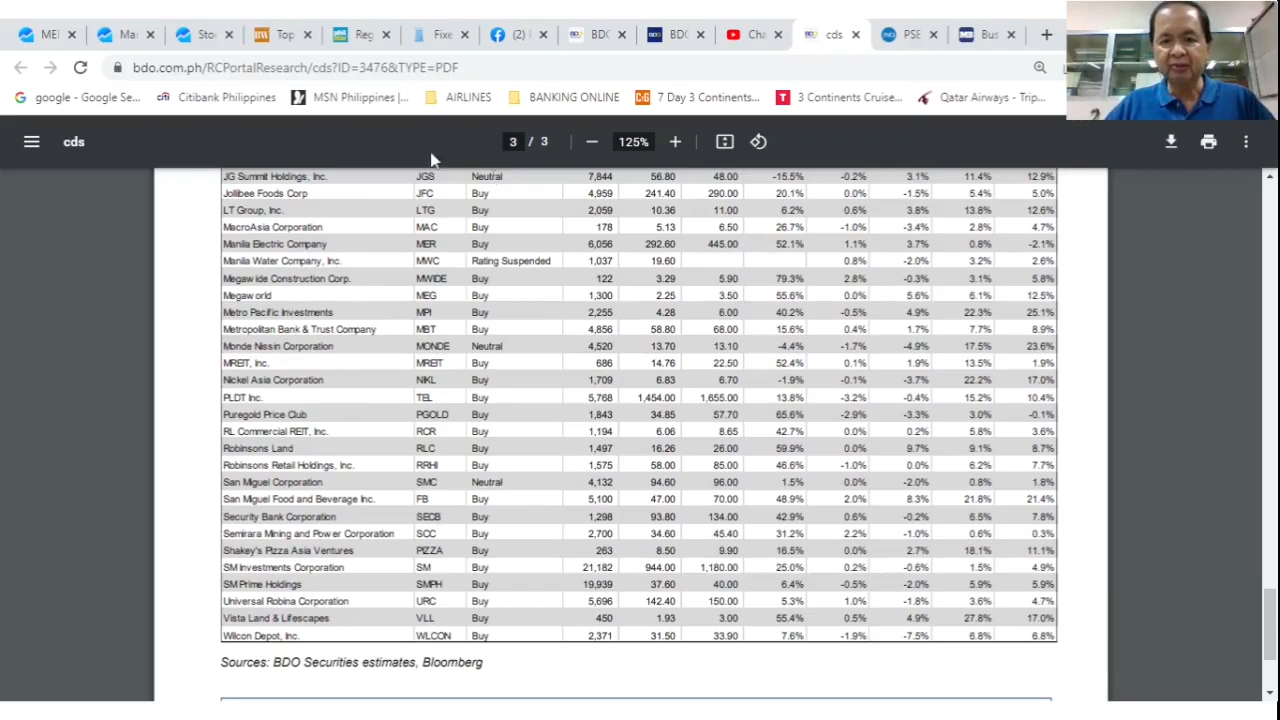 MEI
Mar
Sto
Top
Reg
Fixe
(2)
BDO
BDO
Cha
cds
PSE
Bus
bdo.com.ph/RCPortalResearch/cds?ID=3476&TYPE=PDF
google - Google Se... Citibank Philippines MSN Philippines |... AIRLINES BANKING ONLINE 7 Day 3 Continents... 3 Continents Cruise... Qatar Airways - Trip...
cds 3 / 3 125%
JG Summit Holdings, Inc. JGS Neutral 7,844 56.80 48.00 -15.5% -0.2% 3.1% 11.4% 12.9%
Jollibee Foods Corp JFC Buy 4,959 241.40 290.00 20.1% 0.0% -1.5% 5.4% 5.0%
LT Group, Inc. LTG Buy 2,059 10.36 11.00 6.2% 0.6% 3.8% 13.8% 12.6%
MacroAsia Corporation MAC Buy 178 5.13 6.50 26.7% -1.0% -3.4% 2.8% 4.7%
Manila Electric Company MER Buy 6,056 292.60 445.00 52.1% 1.1% 3.7% 0.8% -2.1%
Manila Water Company, Inc. MWC Rating Suspended 1,037 19.60 0.8% -2.0% 3.2% 2.6%
Megawide Construction Corp. MWIDE Buy 122 3.29 5.90 79.3% 2.8% -0.3% 3.1% 5.8%
Megaworld MEG Buy 1,300 2.25 3.50 55.6% 0.0% 5.6% 6.1% 12.5%
Metro Pacific Investments MPI Buy 2,255 4.28 6.00 40.2% -0.5% 4.9% 22.3% 25.1%
Metropolitan Bank & Trust Company MBT Buy 4,856 58.80 68.00 15.6% 0.4% 1.7% 7.7% 8.9%
Monde Nissin Corporation MONDE Neutral 4,520 13.70 13.10 -4.4% -1.7% -4.9% 17.5% 23.6%
MREIT, Inc. MREIT Buy 686 14.76 22.50 52.4% 0.1% 1.9% 13.5% 1.9%
Nickel Asia Corporation NIKL Buy 1,709 6.83 6.70 -1.9% -0.1% -3.7% 22.2% 17.0%
PLDT Inc. TEL Buy 5,768 1,454.00 1,655.00 13.8% -3.2% -0.4% 15.2% 10.4%
Puregold Price Club PGOLD Buy 1,843 34.85 57.70 65.6% -2.9% -3.3% 3.0% -0.1%
RL Commercial REIT, Inc. RCR Buy 1,194 6.06 8.65 42.7% 0.0% 0.2% 5.8% 3.6%
Robinsons Land RLC Buy 1,497 16.26 26.00 59.9% 0.0% 9.7% 9.1% 8.7%
Robinsons Retail Holdings, Inc. RRHI Buy 1,575 58.00 85.00 46.6% -1.0% 0.0% 6.2% 7.7%
San Miguel Corporation SMC Neutral 4,132 94.60 96.00 1.5% 0.0% -2.0% 0.8% 1.8%
San Miguel Food and Beverage Inc. FB Buy 5,100 47.00 70.00 48.9% 2.0% 8.3% 21.8% 21.4%
Security Bank Corporation SECB Buy 1,298 93.80 134.00 42.9% 0.6% -0.2% 6.5% 7.8%
Semirara Mining and Power Corporation SCC Buy 2,700 34.60 45.40 31.2% 2.2% -1.0% 0.6% 0.3%
Shakey's Pizza Asia Ventures PIZZA Buy 263 8.50 9.90 16.5% 0.0% 2.7% 18.1% 11.1%
SM Investments Corporation SM Buy 21,182 944.00 1,180.00 25.0% 0.2% -0.6% 1.5% 4.9%
SM Prime Holdings SMPH Buy 19,939 37.60 40.00 6.4% -0.5% -2.0% 5.9% 5.9%
Universal Robina Corporation URC Buy 5,696 142.40 150.00 5.3% 1.0% -1.8% 3.6% 4.7%
Vista Land & Lifescapes VLL Buy 450 1.93 3.00 55.4% 0.5% 4.9% 27.8% 17.0%
Wilcon Depot, Inc. WLCON Buy 2,371 31.50 33.90 7.6% -1.9% -7.5% 6.8% 6.8%
Sources: BDO Securities estimates, Bloomberg